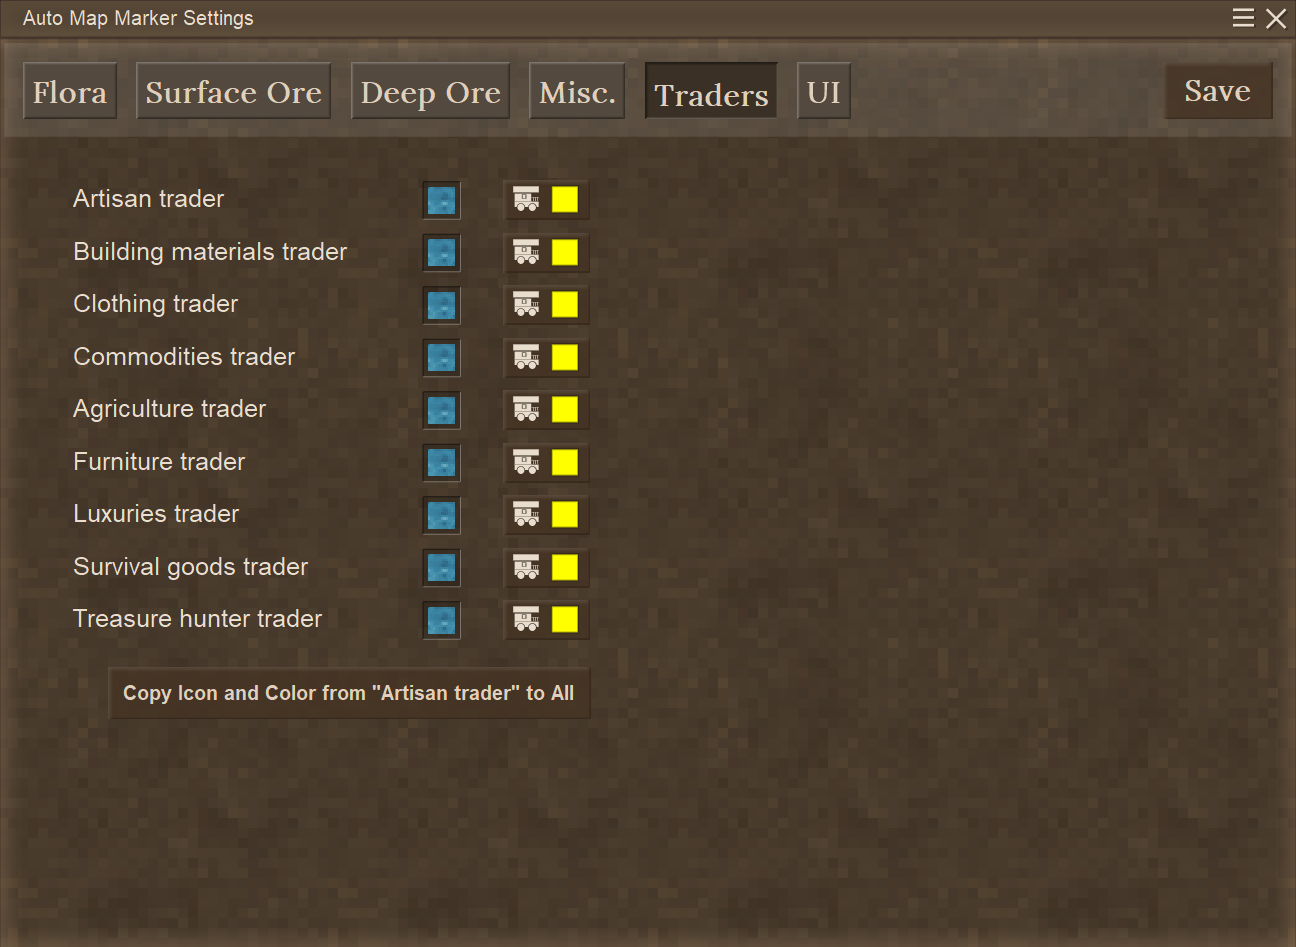 Auto Map Marker Settings
Flora Surface Ore Deep Ore Misc. Traders UI Save
Artisan trader
Building materials trader
Clothing trader
Commodities trader
Agriculture trader
Furniture trader
Luxuries trader
Survival goods trader
Treasure hunter trader
Copy Icon and Color from "Artisan trader" to All